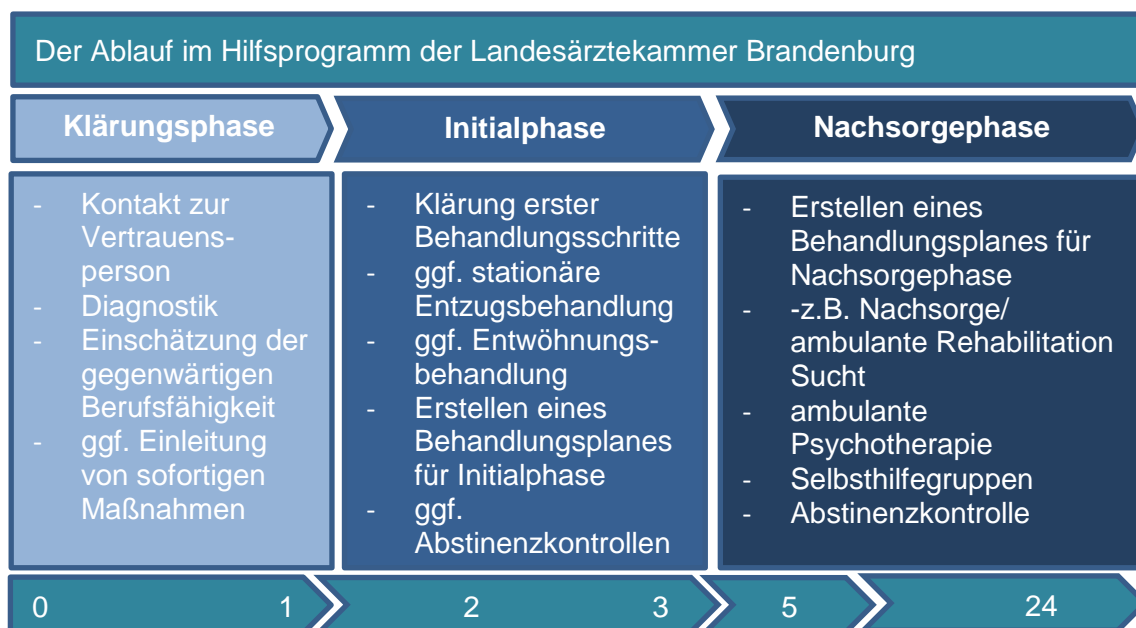 Der Ablauf im Hilfsprogramm der Landesärztekammer Brandenburg
Klärungsphase
Initialphase
Nachsorgephase
- Kontakt zur
Vertrauens-
person
- Diagnostik
- Einschätzung der
gegenwärtigen
Berufsfähigkeit
- ggf. Einleitung
von sofortigen
Maßnahmen
- Klärung erster
Behandlungsschritte
- ggf. stationäre
Entzugsbehandlung
- ggf. Entwöhnungs-
behandlung
- Erstellen eines
Behandlungsplanes
für Initialphase
- ggf.
Abstinenzkontrollen
- Erstellen eines
Behandlungsplanes für
Nachsorgephase
- -z.B. Nachsorge/
ambulante Rehabilitation
Sucht
- ambulante
Psychotherapie
- Selbsthilfegruppen
- Abstinenzkontrolle
0 1 2 3 5 24